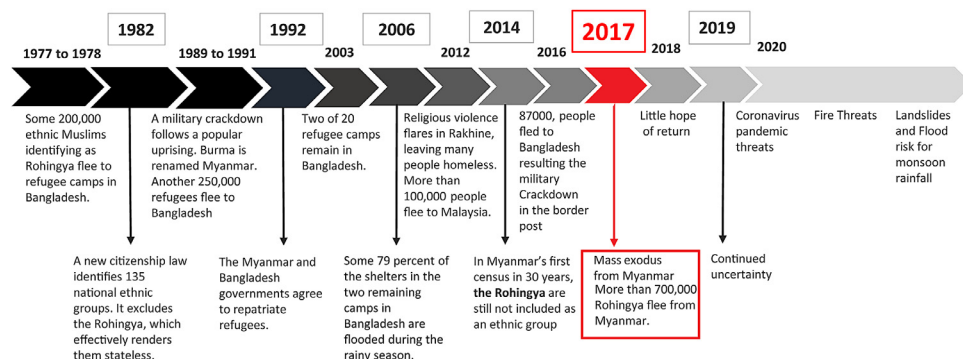 1977 to 1978
1982
1989 to 1991
1992
2003
2006
2012
2014
2016
2017
2018
2019
2020
Some 200,000
ethnic Muslims
identifying as
Rohingya flee to
refugee camps in
Bangladesh.
A military crackdown
follows a popular
uprising. Burma is
renamed Myanmar.
Another 250,000
refugees flee to
Bangladesh
Two of 20
refugee camps
remain in
Bangladesh.
Religious violence
flares in Rakhine,
leaving many
people homeless.
More than
100,000 people
flee to Malaysia.
87000, people
fled to
Bangladesh
resulting the
military
Crackdown
in the border
post
Little hope
of return
Coronavirus
pandemic
threats
Fire Threats
Landslides
and Flood
risk for
monsoon
rainfall
A new citizenship law
identifies 135
national ethnic
groups. It excludes
the Rohingya, which
effectively renders
them stateless.
The Myanmar and
Bangladesh
governments agree
to repatriate
refugees.
Some 79 percent of
the shelters in the
two remaining
camps in
Bangladesh are
flooded during the
rainy season.
In Myanmar's first
census in 30 years,
the Rohingya are
still not included as
an ethnic group
Mass exodus
from Myanmar
More than 700,000
Rohingya flee from
Myanmar.
Continued
uncertainty